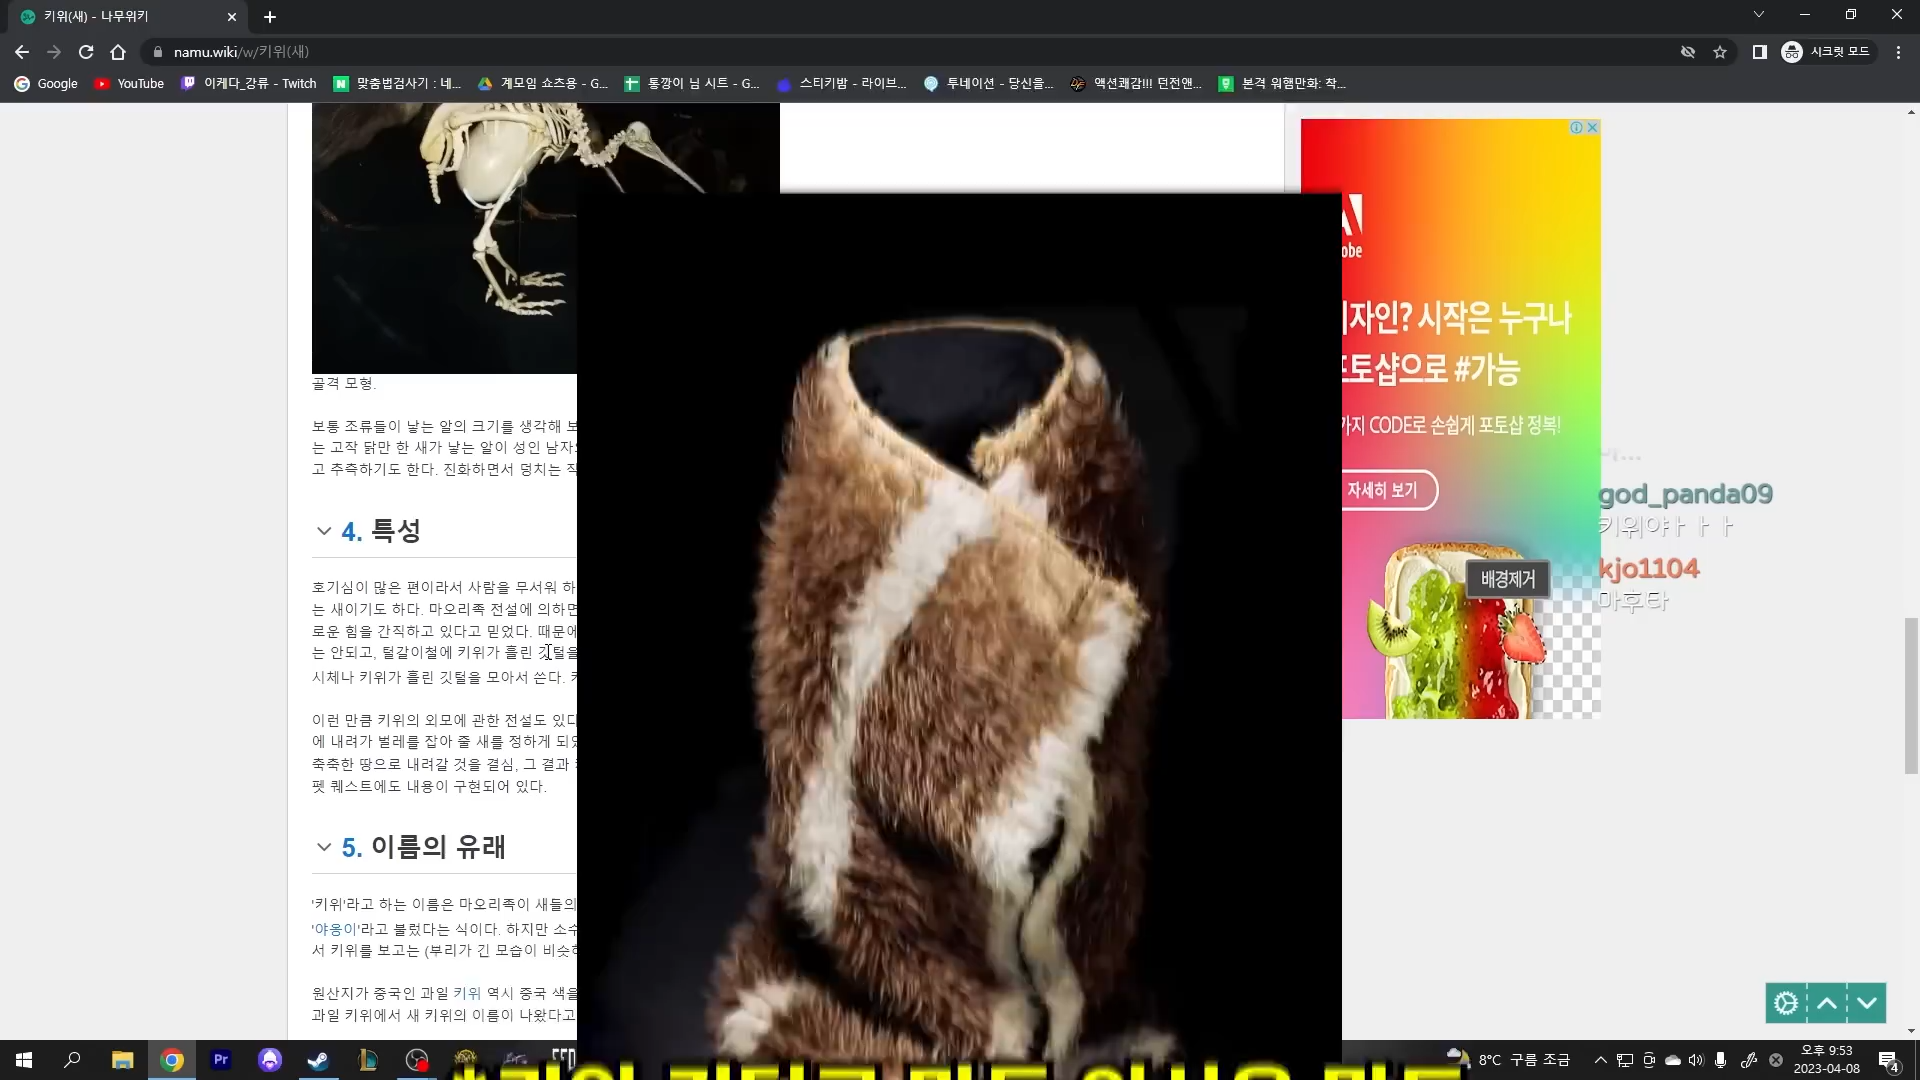 키위(새) - 나무위키
namu.wiki/w/키위(새)
시크릿 모드
Google
YouTube
이케다_강류 - Twitch
맞춤법검사기 : 네...
계모임 쇼츠용 - G...
통깡이 님 시트 - G...
스티키밤 - 라이브...
투네이션 - 당신을...
액션쾌감!!! 던전앤...
본격 워햄만화: 착...
골격 모형.
보통 조류들이 낳는 알의 크기를 생각해 보
는 고작 닭만 한 새가 낳는 알이 성인 남자
고 추측하기도 한다. 진화하면서 덩치는 작
4. 특성
호기심이 많은 편이라서 사람을 무서워 하
는 새이기도 하다. 마오리족 전설에 의하면
로운 힘을 간직하고 있다고 믿었다. 때문에
는 안되고, 털갈이철에 키위가 흘린 깃털을
시체나 키위가 흘린 깃털을 모아서 쓴다.
이런 만큼 키위의 외모에 관한 전설도 있다
에 내려가 벌레를 잡아 줄 새를 정하게 되었
축축한 땅으로 내려갈 것을 결심, 그 결과
펫 퀘스트에도 내용이 구현되어 있다.
5. 이름의 유래
'키위'라고 하는 이름은 마오리족이 새들의
'야옹이'라고 불렀다는 식이다. 하지만 소수
서 키위를 보고는 (부리가 긴 모습이 비슷하
원산지가 중국인 과일 키위 역시 중국 색을
과일 키위에서 새 키위의 이름이 나왔다고
자인? 시작은 누구나
포토샵으로 #가능
가지 CODE로 손쉽게 포토샵 정복!
자세히 보기
배경제거
god_panda09
키위야ㅏㅏㅏ
kjo1104
마후타
Pr
8°C 구름 조금
오후 9:53
2023-04-08
4